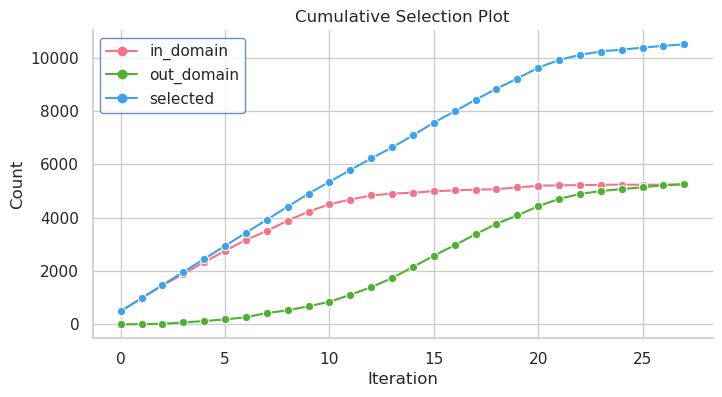 Cumulative Selection Plot
in_domain
out_domain
selected
10000
8000
6000
4000
2000
0
Count
0 5 10 15 20 25
Iteration